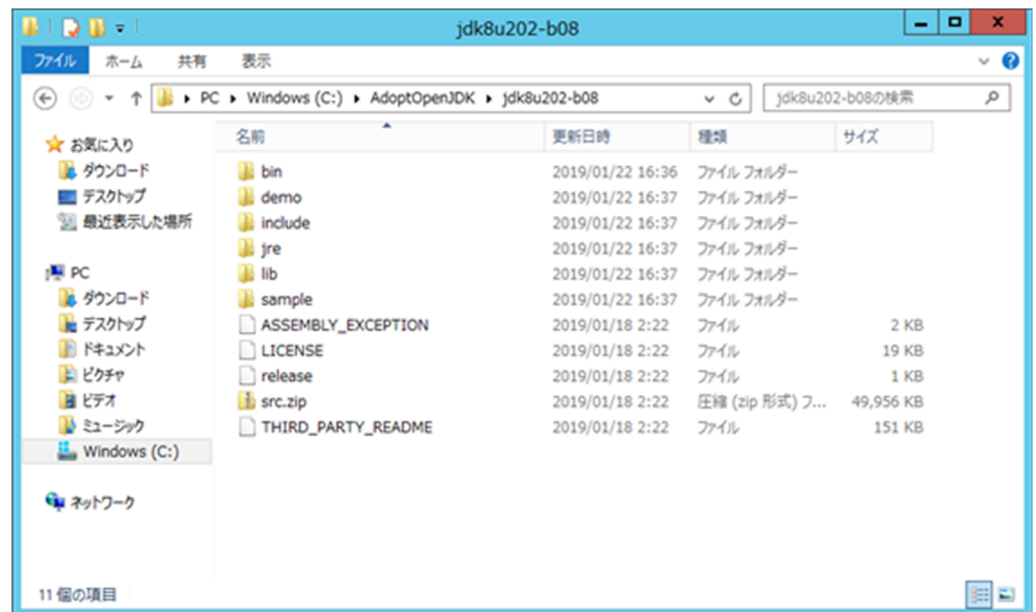 jdk8u202-b08
ファイル ホーム 共有 表示
PC Windows (C:) AdoptOpenJDK jdk8u202-b08 jdk8u202-b08の検索
お気に入り
ダウンロード
デスクトップ
最近表示した場所
PC
ダウンロード
デスクトップ
ドキュメント
ピクチャ
ビデオ
ミュージック
Windows (C:)
ネットワーク
名前 更新日時 種類 サイズ
bin 2019/01/22 16:36 ファイル フォルダー
demo 2019/01/22 16:37 ファイル フォルダー
include 2019/01/22 16:37 ファイル フォルダー
jre 2019/01/22 16:37 ファイル フォルダー
lib 2019/01/22 16:37 ファイル フォルダー
sample 2019/01/22 16:37 ファイル フォルダー
ASSEMBLY_EXCEPTION 2019/01/18 2:22 ファイル 2 KB
LICENSE 2019/01/18 2:22 ファイル 19 KB
release 2019/01/18 2:22 ファイル 1 KB
src.zip 2019/01/18 2:22 圧縮 (zip 形式) フ... 49,956 KB
THIRD_PARTY_README 2019/01/18 2:22 ファイル 151 KB
11 個の項目